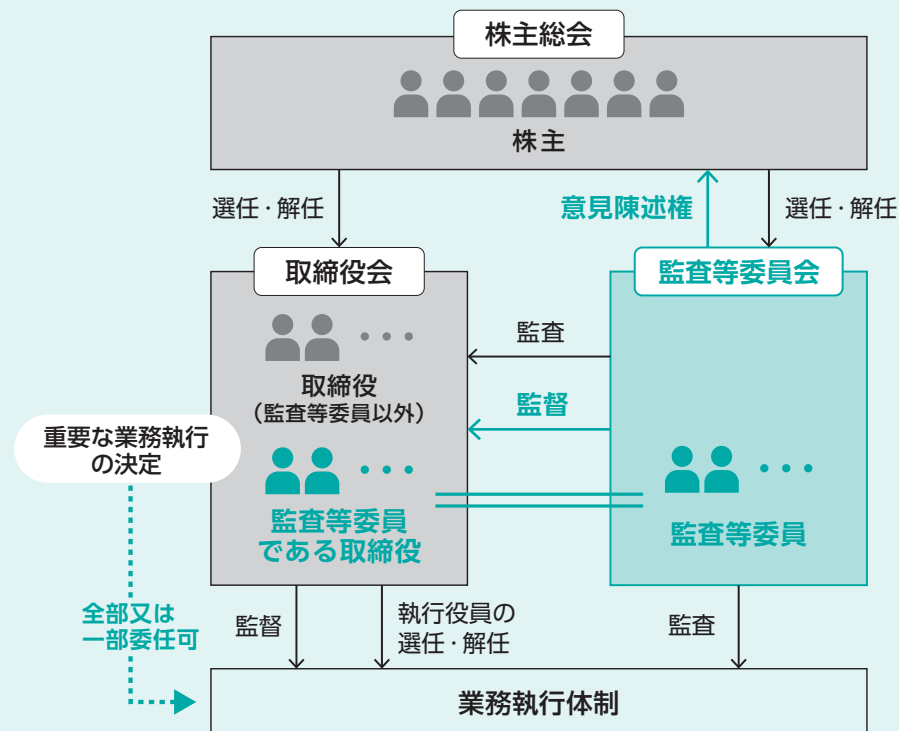 株主総会
株主
選任・解任
意見陳述権
選任・解任
取締役会
監査等委員会
監査
取締役
（監査等委員以外）
監督
重要な業務執行
の決定
監査等委員
である取締役
監査等委員
全部又は
一部委任可
監督
執行役員の
選任・解任
監査
業務執行体制